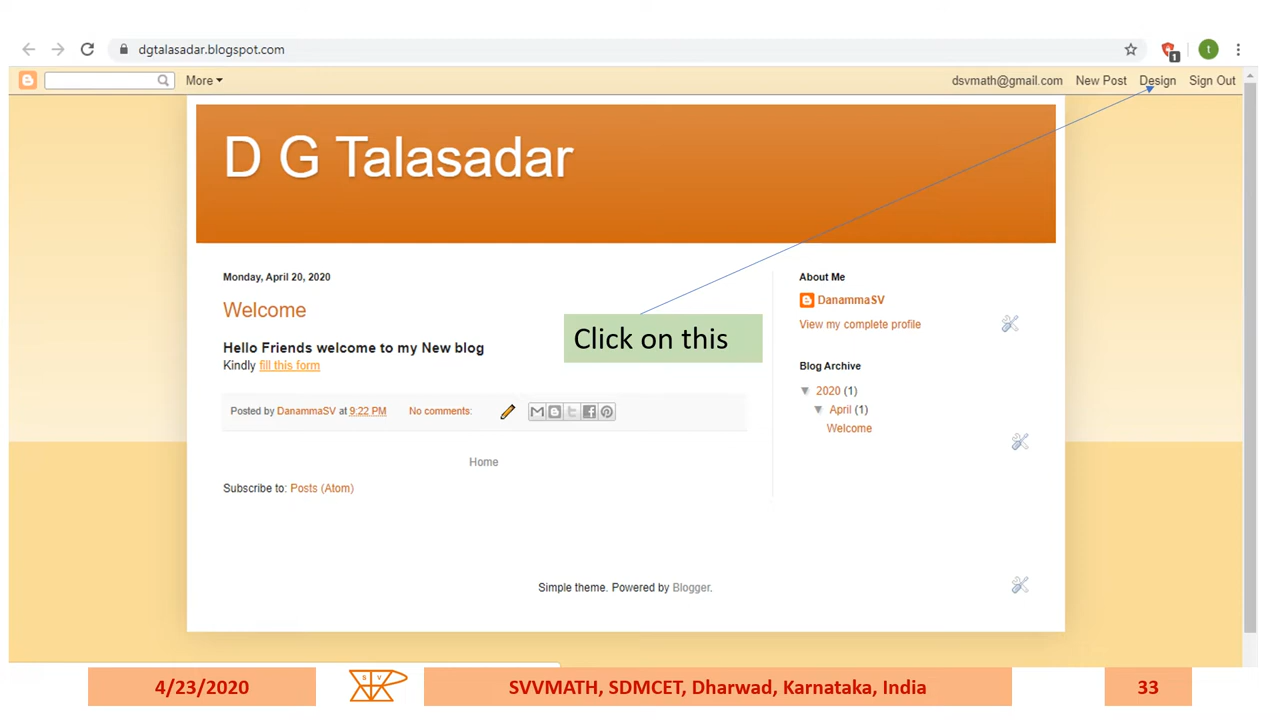 dgtalasadar.blogspot.com
1
t
More
dsvmath@gmail.com New Post Design Sign Out
D G Talasadar
Monday, April 20, 2020
Welcome
Hello Friends welcome to my New blog
Kindly fill this form
Posted by DanammaSV at 9:22 PM No comments:
Home
Subscribe to: Posts (Atom)
Click on this
About Me
DanammaSV
View my complete profile
Blog Archive
2020 (1)
April (1)
Welcome
Simple theme. Powered by Blogger.
4/23/2020
S V
SVVMATH, SDMCET, Dharwad, Karnataka, India
33